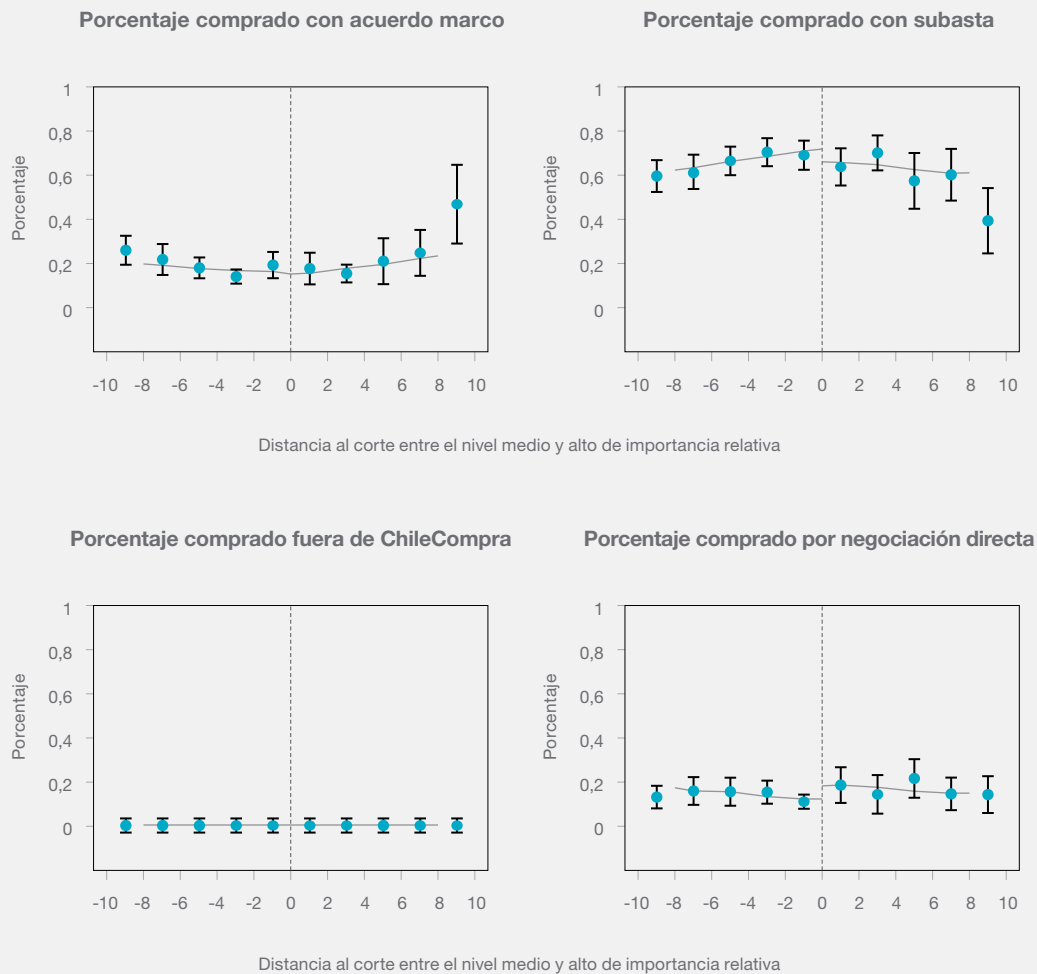 Porcentaje comprado con acuerdo marco
Porcentaje comprado con subasta
Porcentaje
1
0,8
0,6
0,4
0,2
0
-10 -8 -6 -4 -2 0 2 4 6 8 10
Porcentaje
1
0,8
0,6
0,4
0,2
0
-10 -8 -6 -4 -2 0 2 4 6 8 10
Distancia al corte entre el nivel medio y alto de importancia relativa
Porcentaje comprado fuera de ChileCompra
Porcentaje comprado por negociación directa
Porcentaje
1
0,8
0,6
0,4
0,2
0
-10 -8 -6 -4 -2 0 2 4 6 8 10
Porcentaje
1
0,8
0,6
0,4
0,2
0
-10 -8 -6 -4 -2 0 2 4 6 8 10
Distancia al corte entre el nivel medio y alto de importancia relativa